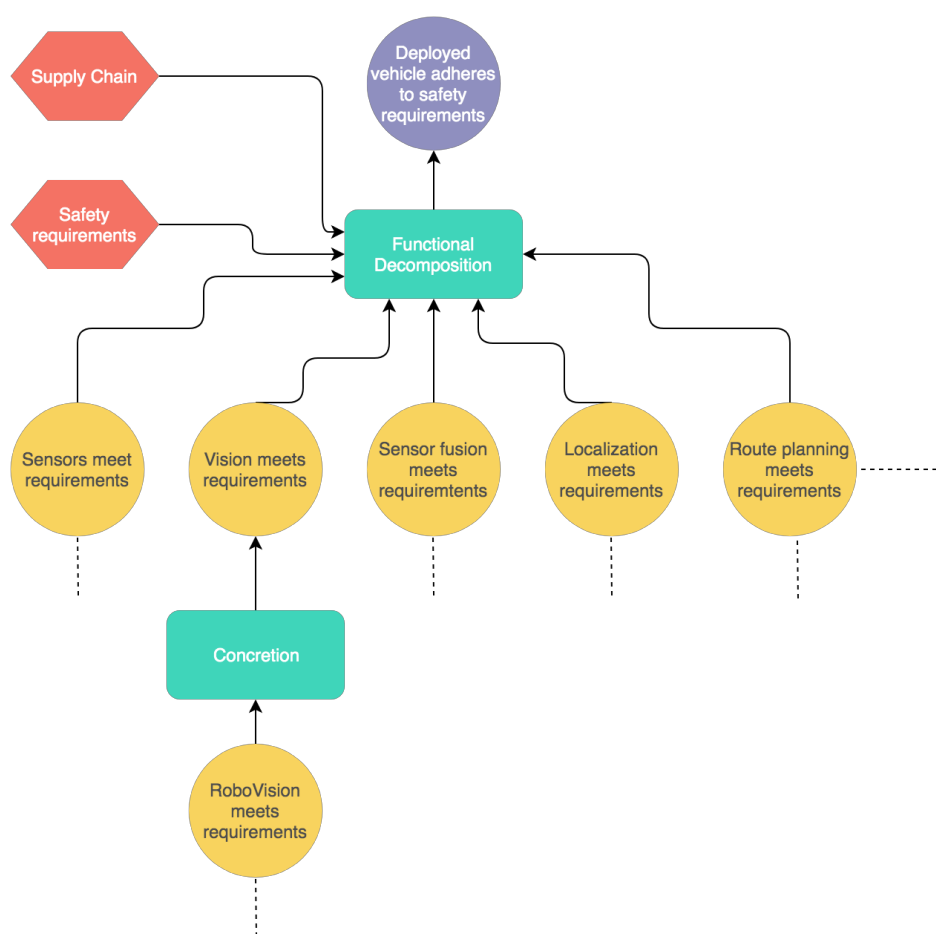 Supply Chain
Deployed
vehicle adheres
to safety
requirements
Safety
requirements
Functional
Decomposition
Sensors meet
requirements
Vision meets
requirements
Sensor fusion
meets
requiremtents
Localization
meets
requirements
Route planning
meets
requirements
Concretion
RoboVision
meets
requirements